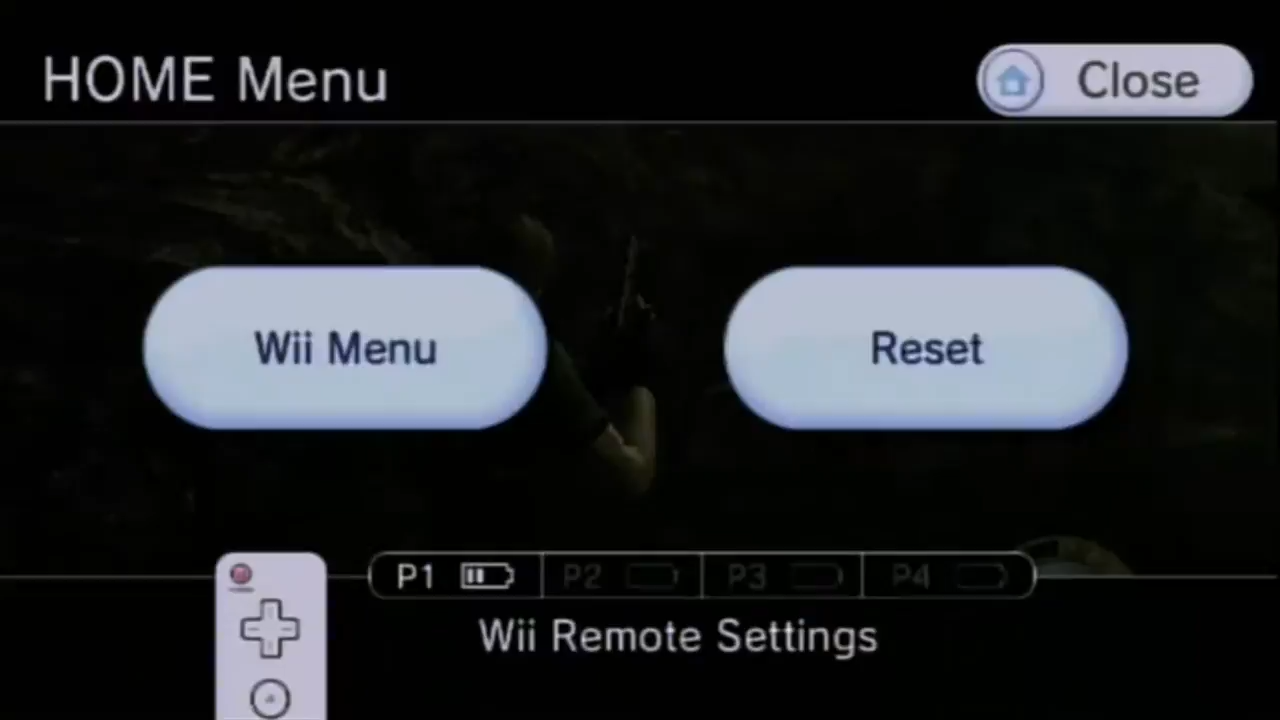 HOME Menu
Close
Wii Menu
Reset
P1
P2
P3
P4
Wii Remote Settings